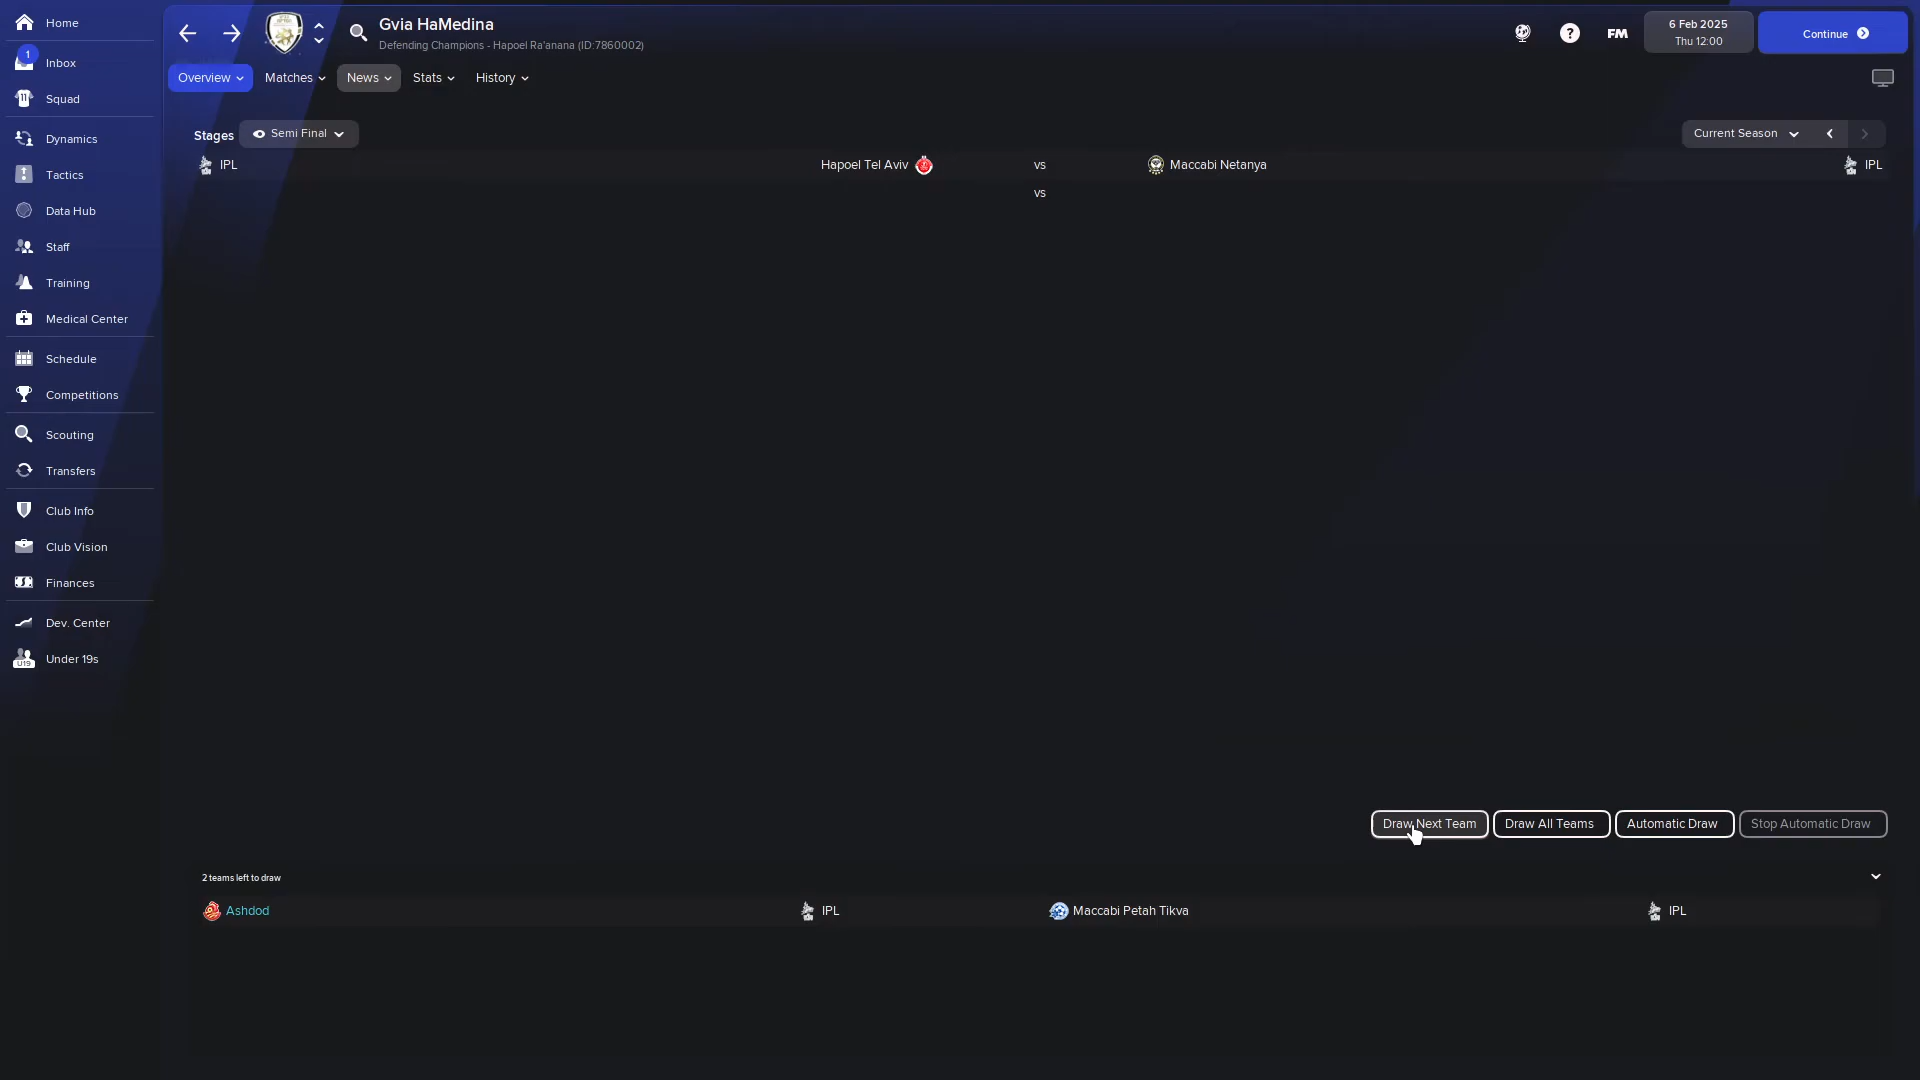 Home
1
Inbox
11
Squad
Dynamics
Tactics
Data Hub
Staff
Training
Medical Center
Schedule
Competitions
Scouting
Transfers
Club Info
Club Vision
Finances
Dev. Center
U19
Under 19s
Gvia HaMedina
Defending Champions - Hapoel Ra'anana (ID:7860002)
?
FM
6 Feb 2025
Thu 12:00
Continue
Overview
Matches
News
Stats
History
Stages
Semi Final
Current Season
IPL
Hapoel Tel Aviv
vs
Maccabi Netanya
IPL
vs
Draw Next Team
Draw All Teams
Automatic Draw
Stop Automatic Draw
2 teams left to draw
Ashdod
IPL
Maccabi Petah Tikva
IPL